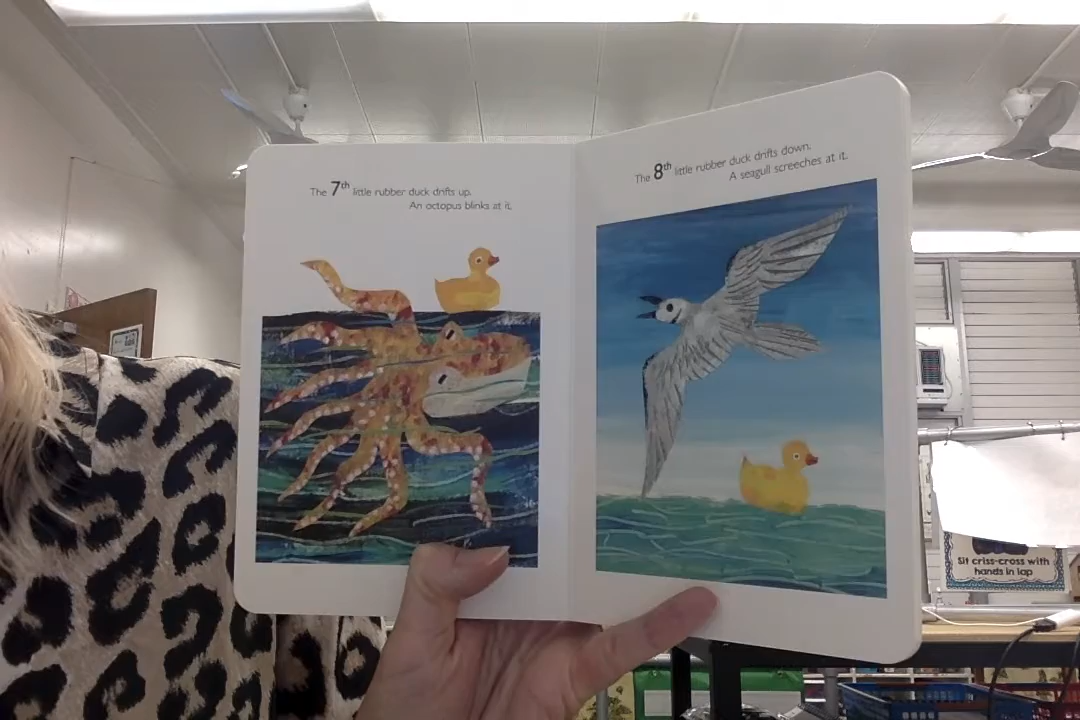 The 7th little rubber duck drifts up.
An octopus blinks at it.
The 8th little rubber duck drifts down.
A seagull screeches at it.
Sit criss-cross with
hands in lap